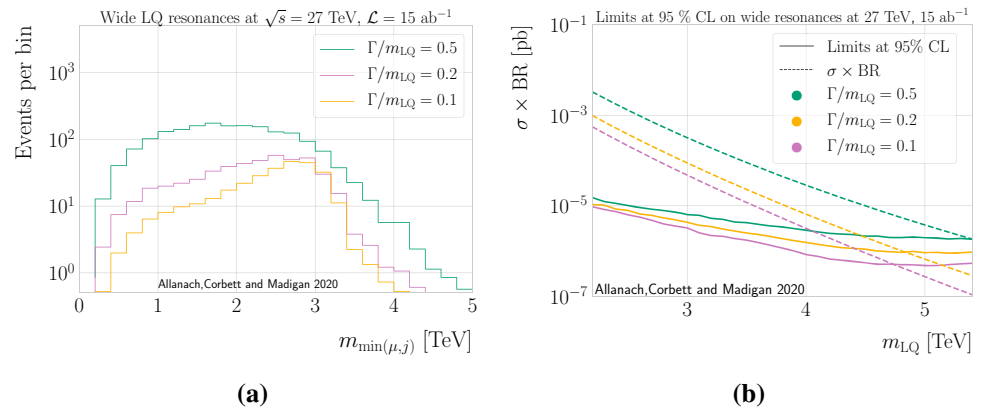 Wide LQ resonances at √s = 27 TeV, ℒ = 15 ab⁻¹
Γ/m_LQ = 0.5
Γ/m_LQ = 0.2
Γ/m_LQ = 0.1
Events per bin
10³
10²
10¹
10⁰
Allanach,Corbett and Madigan 2020
0 1 2 3 4 5
m_min(μ,j) [TeV]
(a)
Limits at 95 % CL on wide resonances at 27 TeV, 15 ab⁻¹
Limits at 95% CL
σ × BR
Γ/m_LQ = 0.5
Γ/m_LQ = 0.2
Γ/m_LQ = 0.1
σ × BR [pb]
10⁻¹
10⁻³
10⁻⁵
10⁻⁷
Allanach,Corbett and Madigan 2020
3 4 5
m_LQ [TeV]
(b)